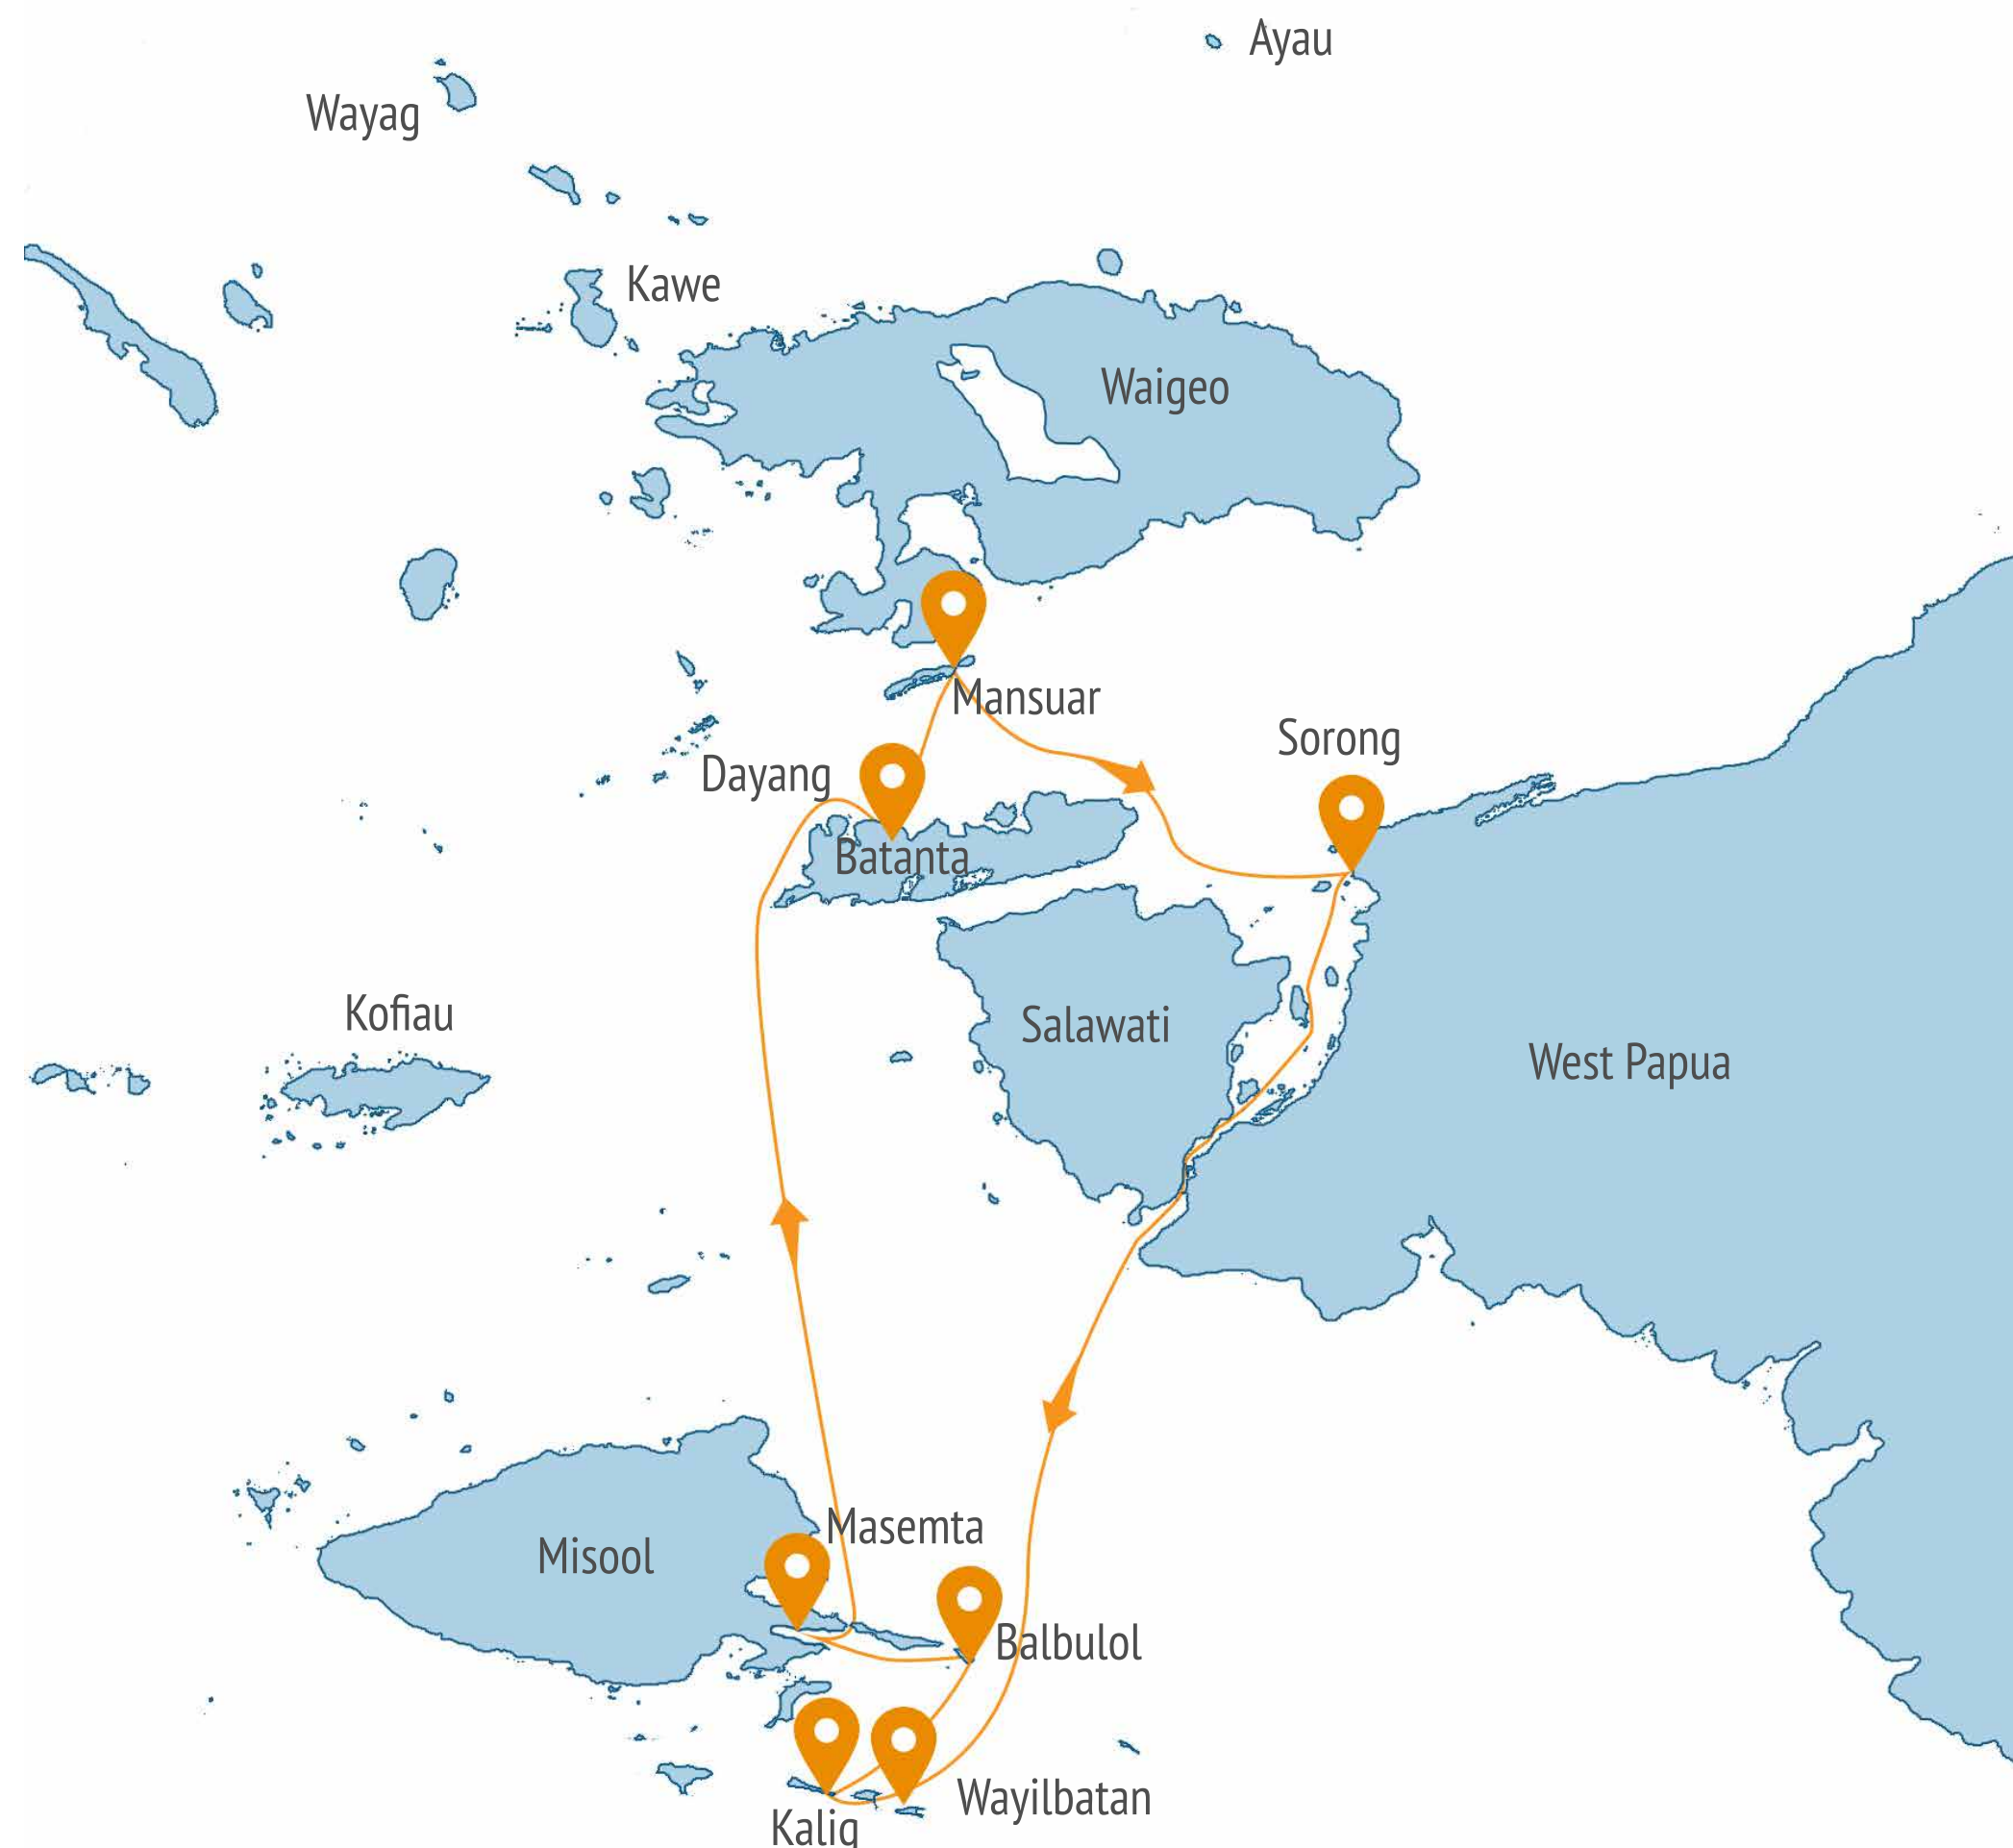 Ayau
Wayag
Kawe
Waigeo
Mansuar
Sorong
Dayang
Batanta
Kofiau
Salawati
West Papua
Masemta
Misool
Balbulol
Wayilbatan
Kalig